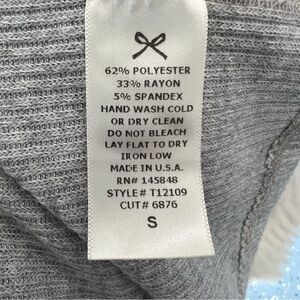 62% POLYESTER
33% RAYON
5% SPANDEX
HAND WASH COLD
OR DRY CLEAN
DO NOT BLEACH
LAY FLAT TO DRY
IRON LOW
MADE IN U.S.A.
RN# 145848
STYLE# T12109
CUT# 6876
S